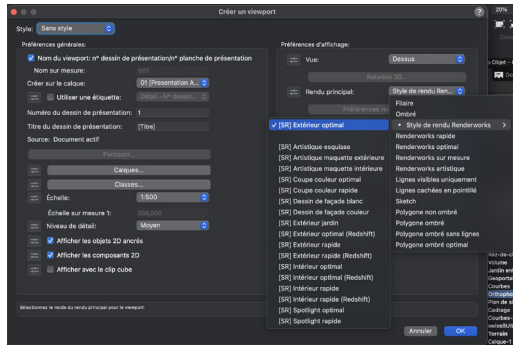 Créer un viewport
?
20%
Style: Sans style
Préférences générales:
Nom du viewport: n° dessin de présentation/n° planche de présentation
Nom sur mesure: 1/01
Créer sur le calque: 01 [Presentation A...
Utiliser une étiquette: Détail - N° dessin...
Numéro du dessin de présentation: 1
Titre du dessin de présentation: [Titre]
Source: Document actif
Parcourir...
Calques...
Classes...
Échelle: 1:500
Échelle sur mesure 1: 500,000
Niveau de détail: Moyen
Afficher les objets 2D ancrés
Afficher les composants 2D
Afficher avec le clip cube
Préférences d'affichage:
Vue: Dessus
Rotation 3D...
Rendu principal: Style de rendu Ren...
Filaire
Ombré
• Style de rendu Renderworks
Renderworks rapide
Renderworks optimal
Renderworks sur mesure
Renderworks artistique
Lignes visibles uniquement
Lignes cachées en pointillé
Sketch
Polygone non ombré
Polygone ombré
Polygone ombré sans lignes
Polygone ombré optimal
✓ [SR] Extérieur optimal
[SR] Artistique esquisse
[SR] Artistique maquette extérieure
[SR] Artistique maquette intérieure
[SR] Coupe couleur optimal
[SR] Coupe couleur rapide
[SR] Dessin de façade blanc
[SR] Dessin de façade couleur
[SR] Extérieur jardin
[SR] Extérieur optimal (Redshift)
[SR] Extérieur rapide
[SR] Extérieur rapide (Redshift)
[SR] Intérieur optimal
[SR] Intérieur optimal (Redshift)
[SR] Intérieur rapide
[SR] Intérieur rapide (Redshift)
[SR] Spotlight optimal
[SR] Spotlight rapide
Sélectionnez le mode du rendu principal pour le viewport.
Annuler
OK
Objet -
Volume
Jardin
Courbes
Plan de
Cadrage
Courbes-
Terrain
Calque-1